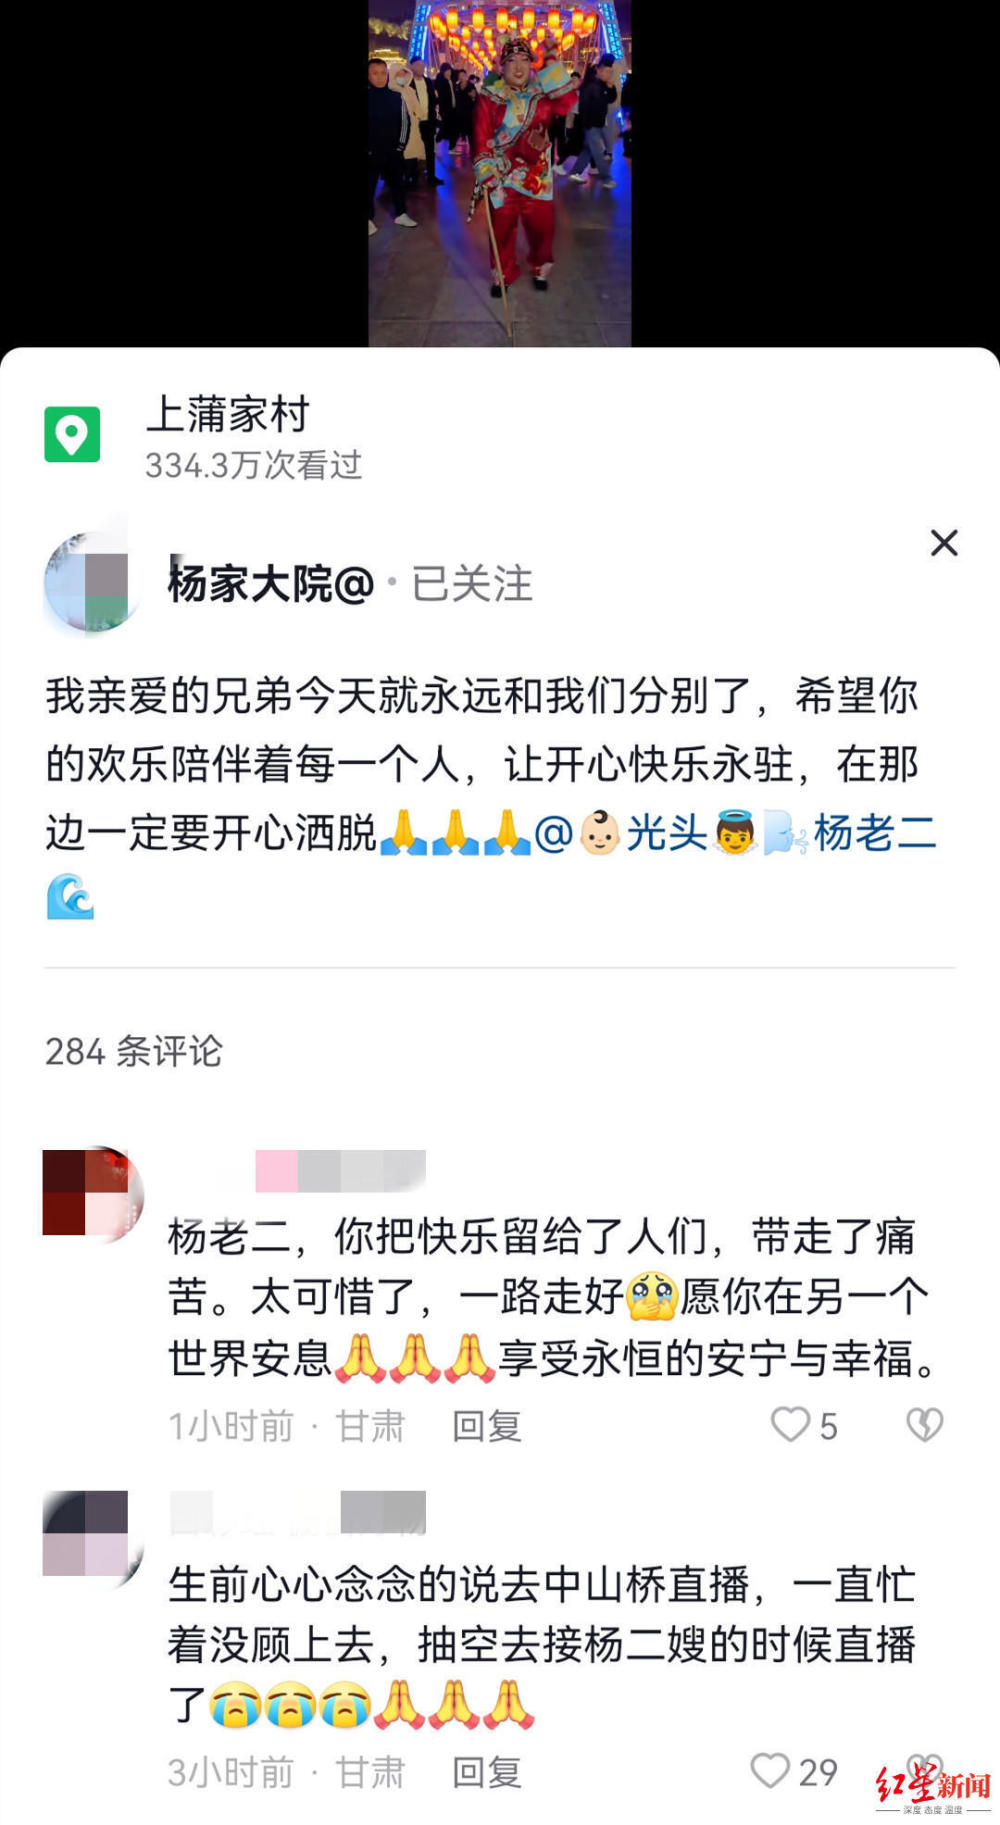 上蒲家村
334.3万次看过
杨家大院@ · 已关注
我亲爱的兄弟今天就永远和我们分别了，希望你
的欢乐陪伴着每一个人，让开心快乐永驻，在那
边一定要开心洒脱🙏🙏🙏@👶🏻光头👼🌬️杨老二
🌊
284 条评论
杨老二，你把快乐留给了人们，带走了痛
苦。太可惜了，一路走好🥹愿你在另一个
世界安息🙏🙏🙏享受永恒的安宁与幸福。
1小时前 · 甘肃 回复 5
生前心心念念的说去中山桥直播，一直忙
着没顾上去，抽空去接杨二嫂的时候直播
了😭😭😭🙏🙏🙏
3小时前 · 甘肃 回复 29
红星新闻
深度 态度 温度